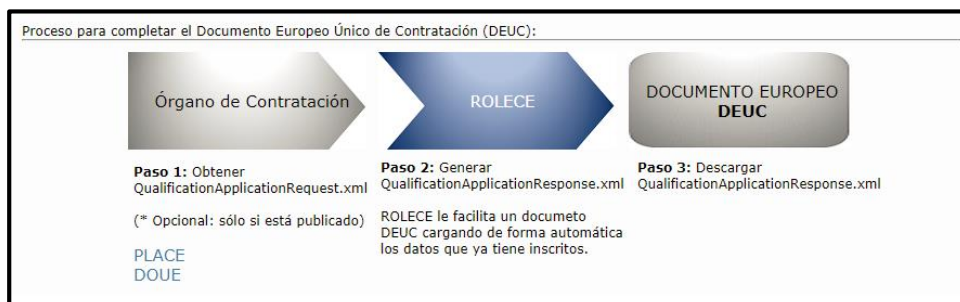 Proceso para completar el Documento Europeo Único de Contratación (DEUC):
Órgano de Contratación
ROLECE
DOCUMENTO EUROPEO
DEUC
Paso 1: Obtener
QualificationApplicationRequest.xml
(* Opcional: sólo si está publicado)
PLACE
DOUE
Paso 2: Generar
QualificationApplicationResponse.xml
ROLECE le facilita un documeto
DEUC cargando de forma automática
los datos que ya tiene inscritos.
Paso 3: Descargar
QualificationApplicationResponse.xml